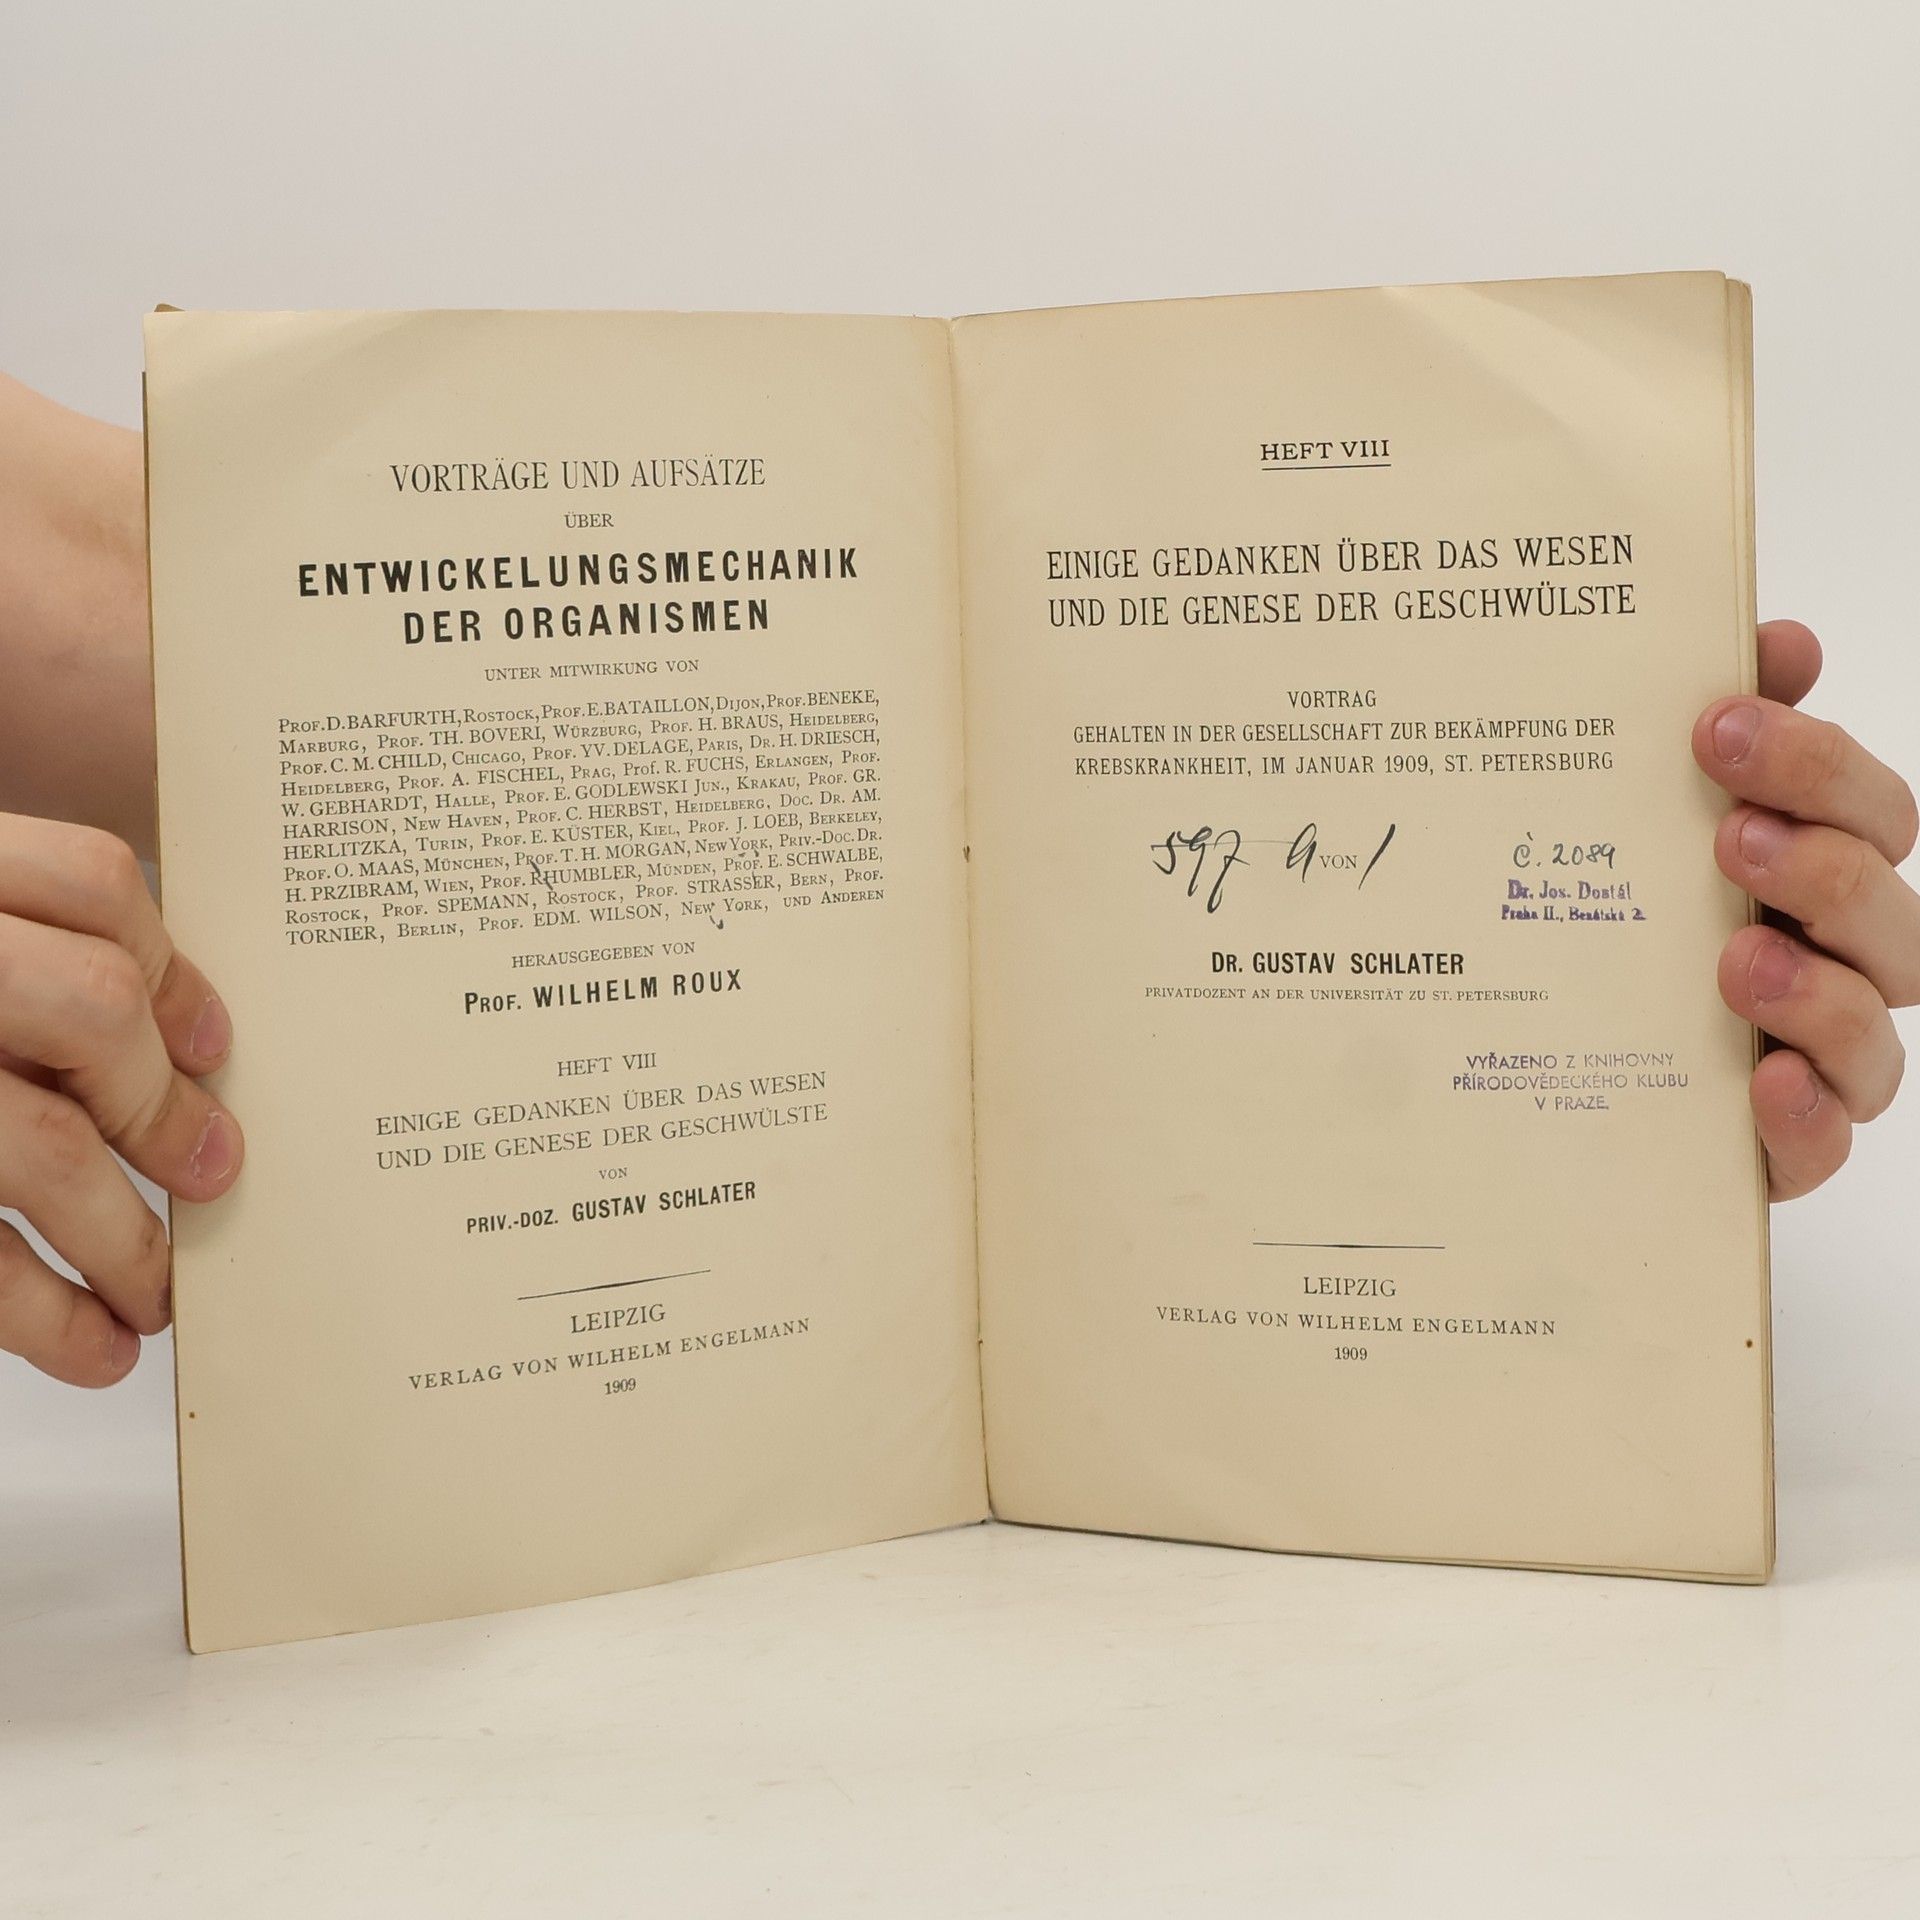 VORTRÄGE UND AUFSÄTZE
ÜBER
ENTWICKELUNGSMECHANIK
DER ORGANISMEN
UNTER MITWIRKUNG VON
PROF. D. BARFURTH, ROSTOCK, PROF. E. BATAILLON, DIJON, PROF. BENEKE,
MARBURG, PROF. TH. BOVERI, WÜRZBURG, PROF. H. BRAUS, HEIDELBERG,
PROF. C. M. CHILD, CHICAGO, PROF. YV. DELAGE, PARIS, DR. H. DRIESCH,
HEIDELBERG, PROF. A. FISCHEL, PRAG, Prof. R. FUCHS, ERLANGEN, PROF.
W. GEBHARDT, HALLE, PROF. E. GODLEWSKI JUN., KRAKAU, PROF. GR.
HARRISON, NEW HAVEN, PROF. C. HERBST, HEIDELBERG, DOC. DR. AM.
HERLITZKA, TURIN, PROF. E. KÜSTER, KIEL, PROF. J. LOEB, BERKELEY,
PROF. O. MAAS, MÜNCHEN, PROF. T. H. MORGAN, NEW YORK, PRIV.-DOC. DR.
H. PRZIBRAM, WIEN, PROF. RHUMBLER, MÜNDEN, PROF. E. SCHWALBE,
ROSTOCK, PROF. SPEMANN, ROSTOCK, PROF. STRASSER, BERN, PROF.
TORNIER, BERLIN, PROF. EDM. WILSON, NEW YORK, UND ANDEREN
HERAUSGEGEBEN VON
PROF. WILHELM ROUX
HEFT VIII
EINIGE GEDANKEN ÜBER DAS WESEN
UND DIE GENESE DER GESCHWÜLSTE
VON
PRIV.-DOZ. GUSTAV SCHLATER
LEIPZIG
VERLAG VON WILHELM ENGELMANN
1909
HEFT VIII
EINIGE GEDANKEN ÜBER DAS WESEN
UND DIE GENESE DER GESCHWÜLSTE
VORTRAG
GEHALTEN IN DER GESELLSCHAFT ZUR BEKÄMPFUNG DER
KREBSKRANKHEIT, IM JANUAR 1909, ST. PETERSBURG
597
VON
č. 2089
Dr. Jos. Dostál
Praha II., Benátská 2.
DR. GUSTAV SCHLATER
PRIVATDOZENT AN DER UNIVERSITÄT ZU ST. PETERSBURG
VYŘAZENO Z KNIHOVNY
PŘÍRODOVĚDECKÉHO KLUBU
V PRAZE.
LEIPZIG
VERLAG VON WILHELM ENGELMANN
1909